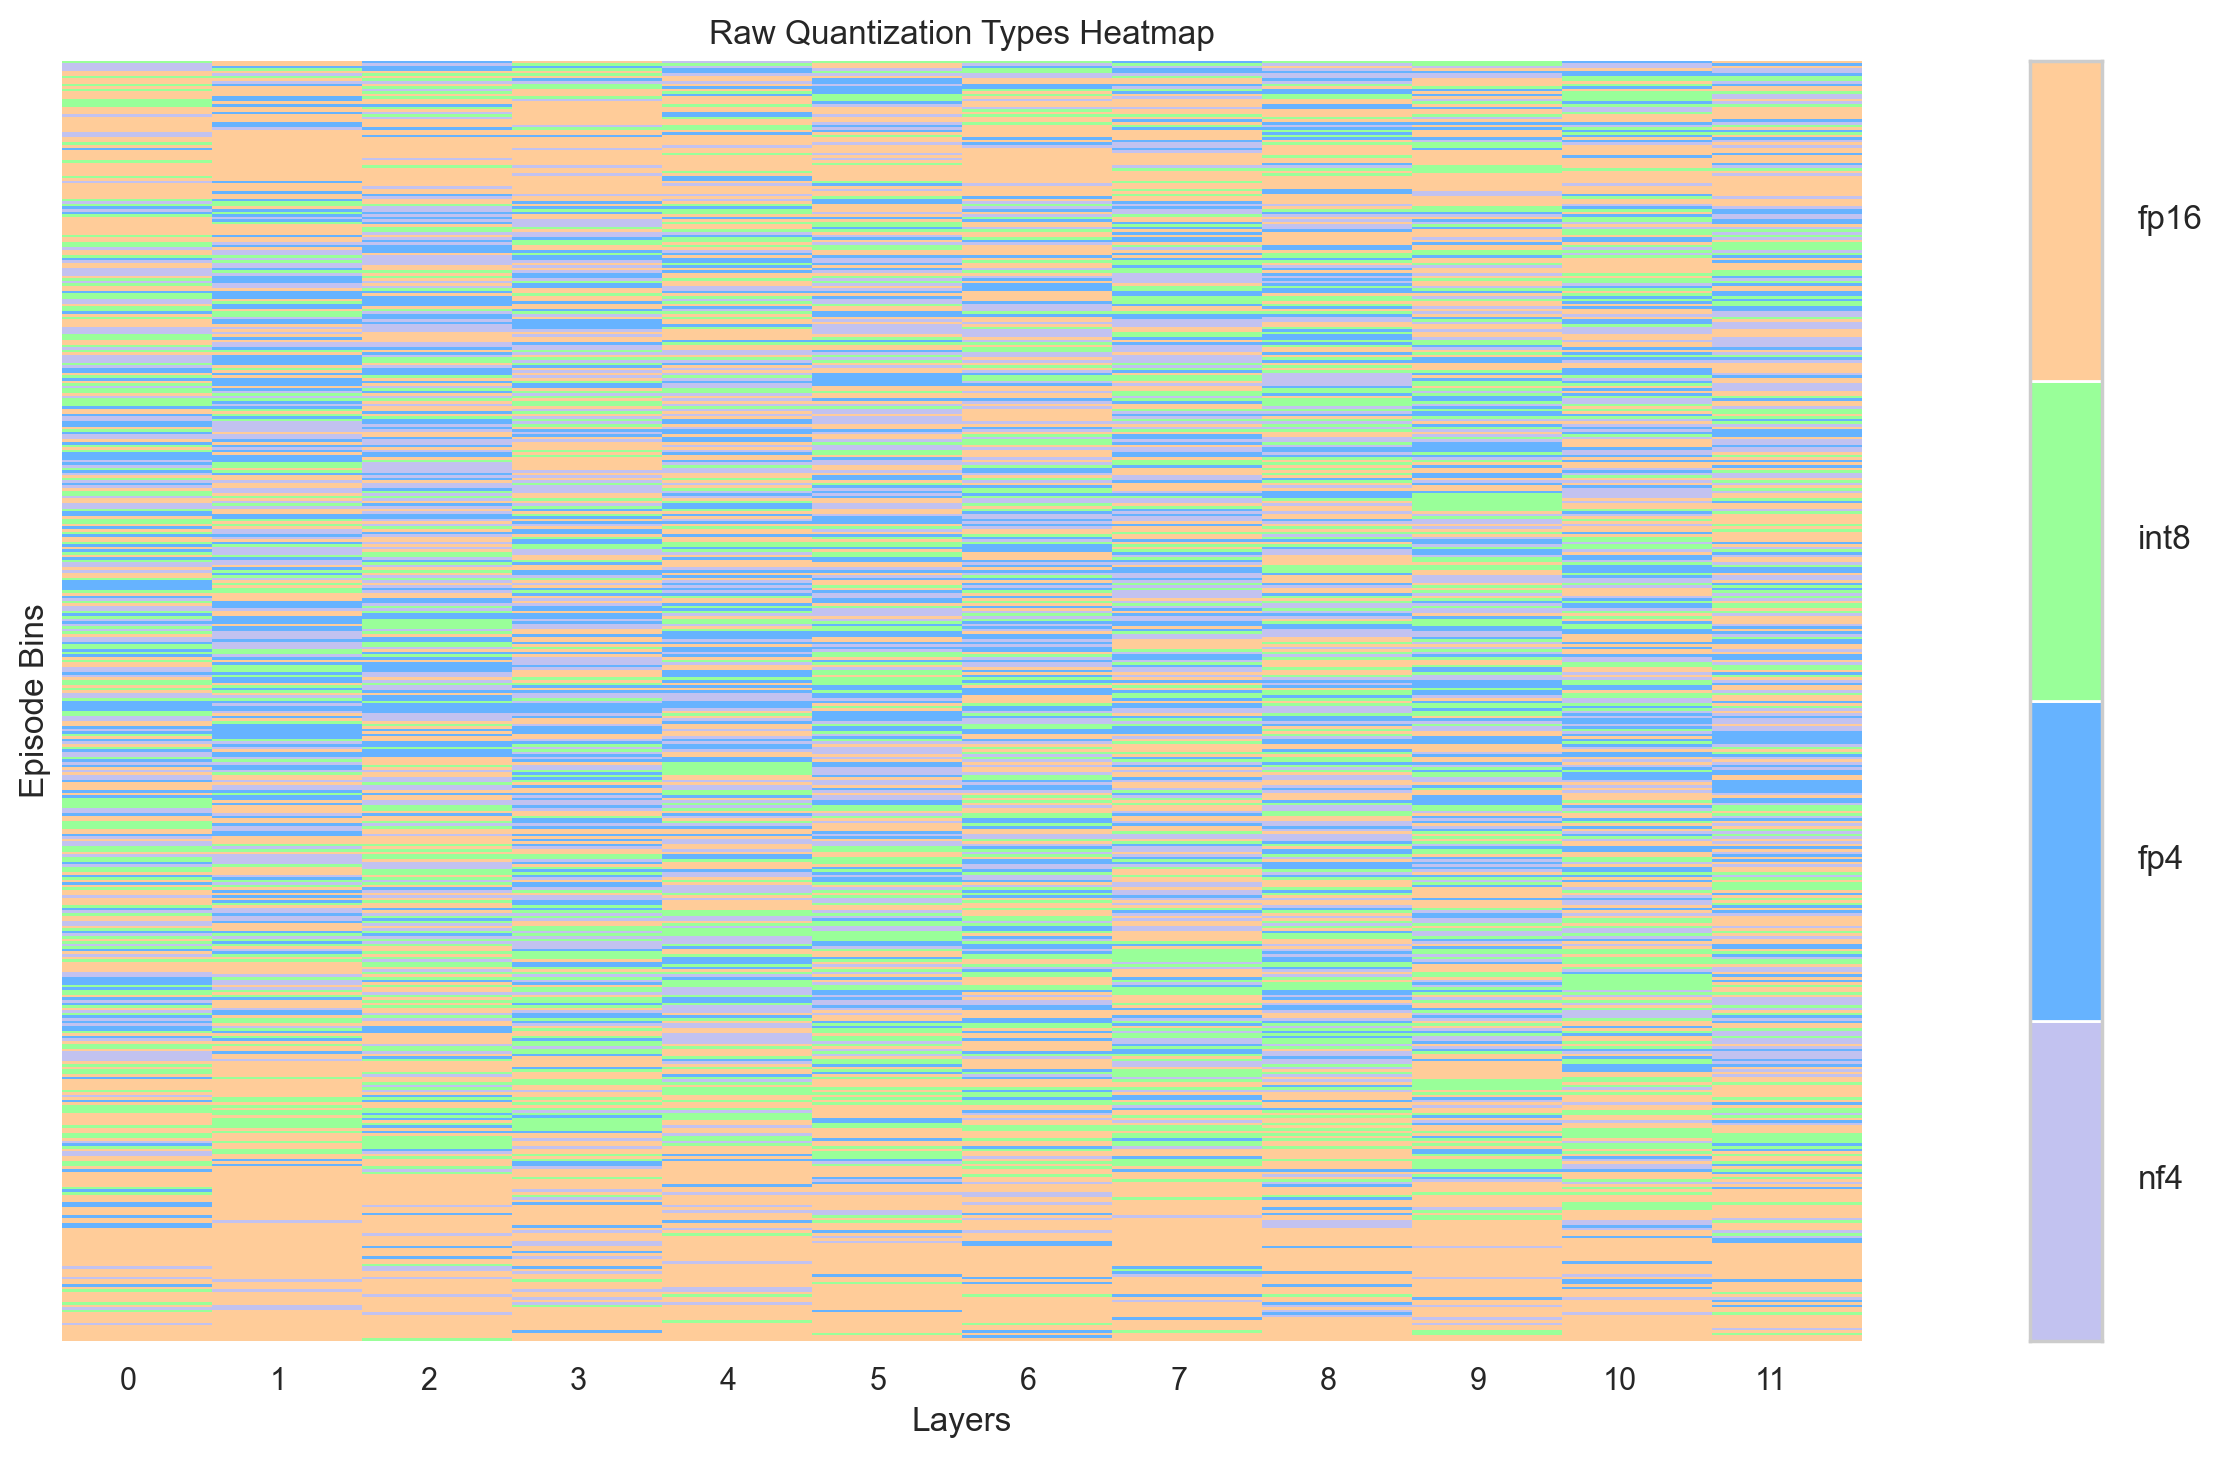 Raw Quantization Types Heatmap
fp16
int8
fp4
nf4
Episode Bins
0 1 2 3 4 5 6 7 8 9 10 11
Layers